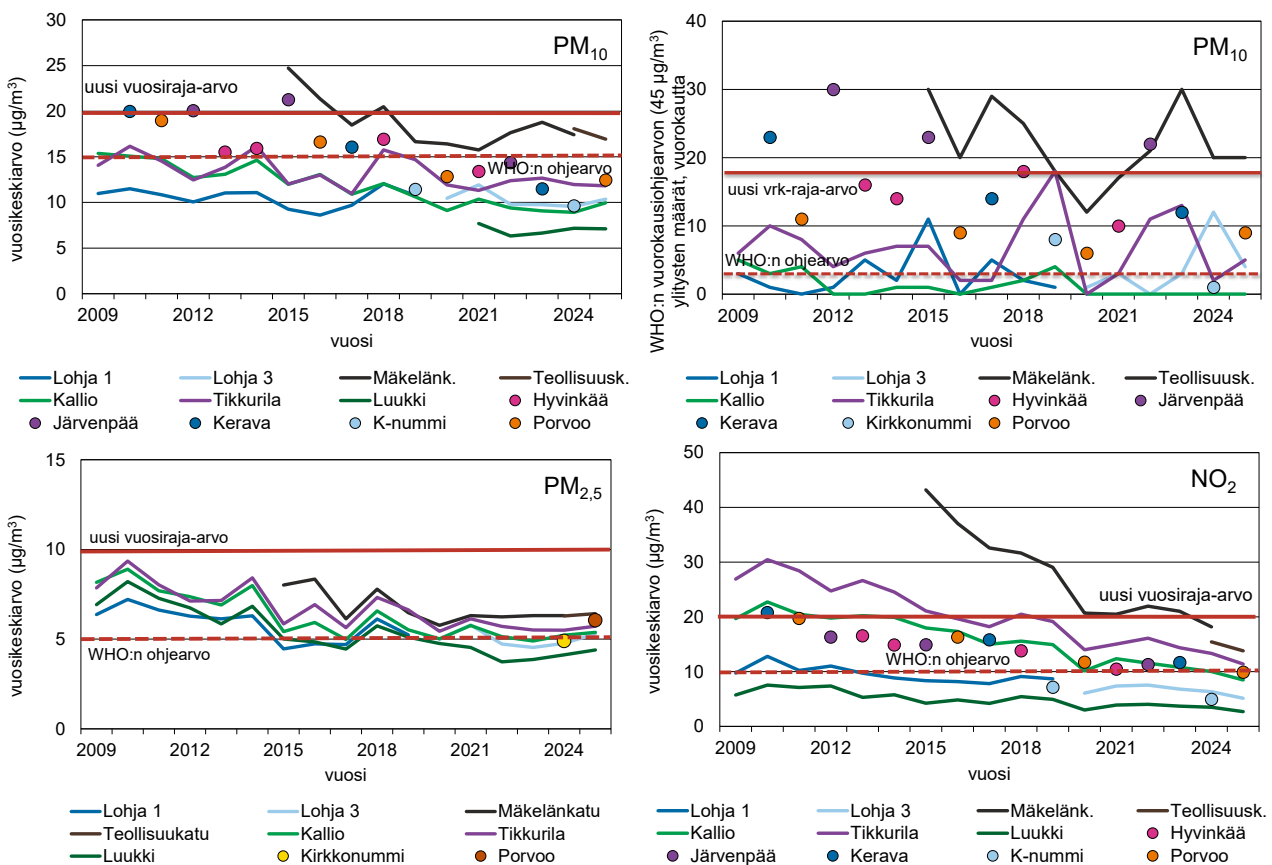 PM10
30
25
20
15
10
5
0
vuosikeskiarvo (µg/m³)
uusi vuosiraja-arvo
WHO:n ohjearvo
2009 2012 2015 2018 2021 2024
vuosi
Lohja 1 Lohja 3 Mäkelänk. Teollisuusk.
Kallio Tikkurila Luukki Hyvinkää
Järvenpää Kerava K-nummi Porvoo
PM10
40
30
20
10
0
WHO:n vuorokausiohjearvon (45 µg/m³)
ylitysten määrät, vuorokautta
uusi vrk-raja-arvo
WHO:n ohjearvo
2009 2012 2015 2018 2021 2024
vuosi
Lohja 1 Lohja 3 Mäkelänk. Teollisuusk.
Kallio Tikkurila Hyvinkää Järvenpää
Kerava Kirkkonummi Porvoo
PM2,5
15
10
5
0
vuosikeskiarvo (µg/m³)
uusi vuosiraja-arvo
WHO:n ohjearvo
2009 2012 2015 2018 2021 2024
vuosi
Lohja 1 Lohja 3 Mäkelänkatu
Teollisuukatu Kallio Tikkurila
Luukki Kirkkonummi Porvoo
NO2
50
40
30
20
10
0
vuosikeskiarvo (µg/m³)
uusi vuosiraja-arvo
WHO:n ohjearvo
2009 2012 2015 2018 2021 2024
vuosi
Lohja 1 Lohja 3 Mäkelänk. Teollisuusk.
Kallio Tikkurila Luukki Hyvinkää
Järvenpää Kerava K-nummi Porvoo